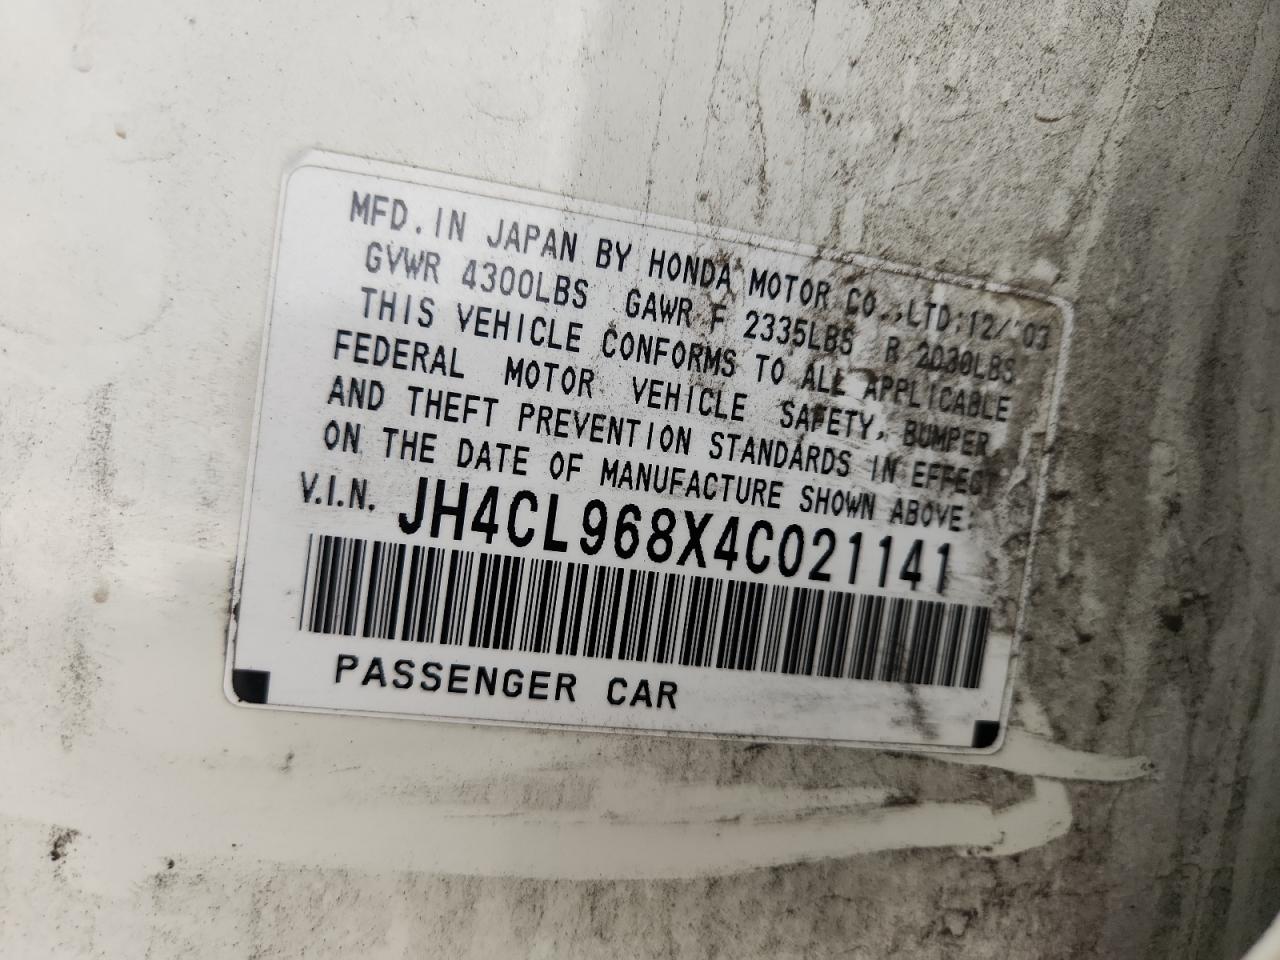 MFD. IN JAPAN BY HONDA MOTOR CO.,LTD;12/'03
GVWR 4300LBS GAWR F 2335LBS R 2030LBS
THIS VEHICLE CONFORMS TO ALL APPLICABLE
FEDERAL MOTOR VEHICLE SAFETY, BUMPER
AND THEFT PREVENTION STANDARDS IN EFFECT
ON THE DATE OF MANUFACTURE SHOWN ABOVE:
V.I.N. JH4CL968X4C021141
PASSENGER CAR